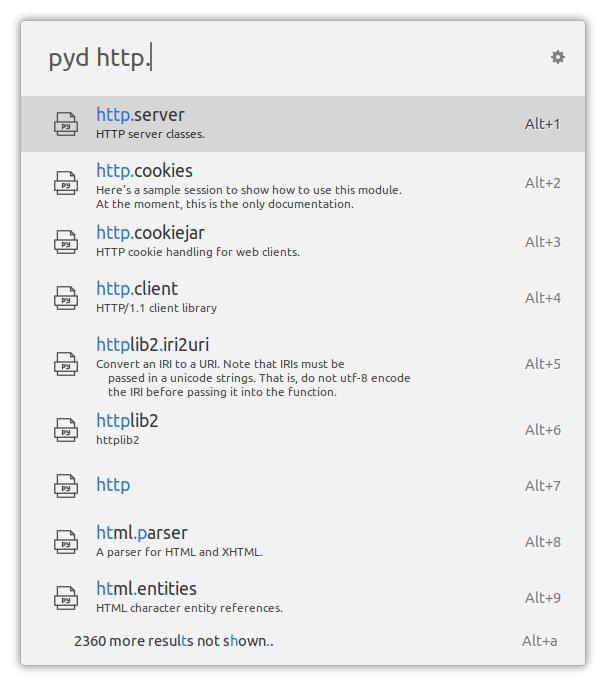 pyd http.
http.server
HTTP server classes.
Alt+1
http.cookies
Here's a sample session to show how to use this module.
At the moment, this is the only documentation.
Alt+2
http.cookiejar
HTTP cookie handling for web clients.
Alt+3
http.client
HTTP/1.1 client library
Alt+4
httplib2.iri2uri
Convert an IRI to a URI. Note that IRIs must be
passed in a unicode strings. That is, do not utf-8 encode
the IRI before passing it into the function.
Alt+5
httplib2
httplib2
Alt+6
http
Alt+7
html.parser
A parser for HTML and XHTML.
Alt+8
html.entities
HTML character entity references.
Alt+9
2360 more results not shown..
Alt+a
PY
PY
PY
PY
PY
PY
PY
PY
PY